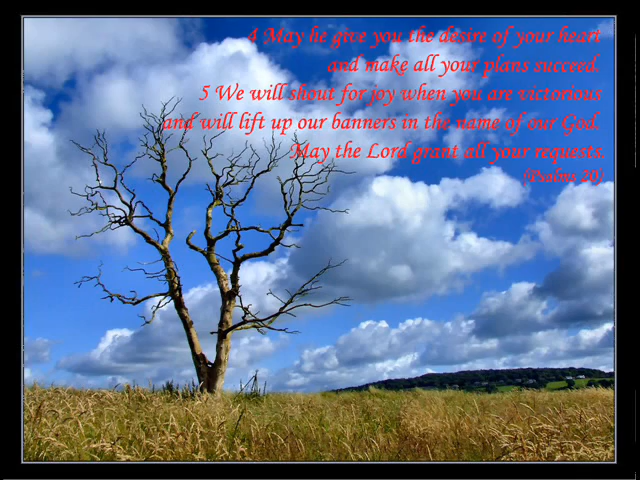 4 May he give you the desire of your heart
and make all your plans succeed.
5 We will shout for joy when you are victorious
and will lift up our banners in the name of our God.
May the Lord grant all your requests.
(Psalms 20)